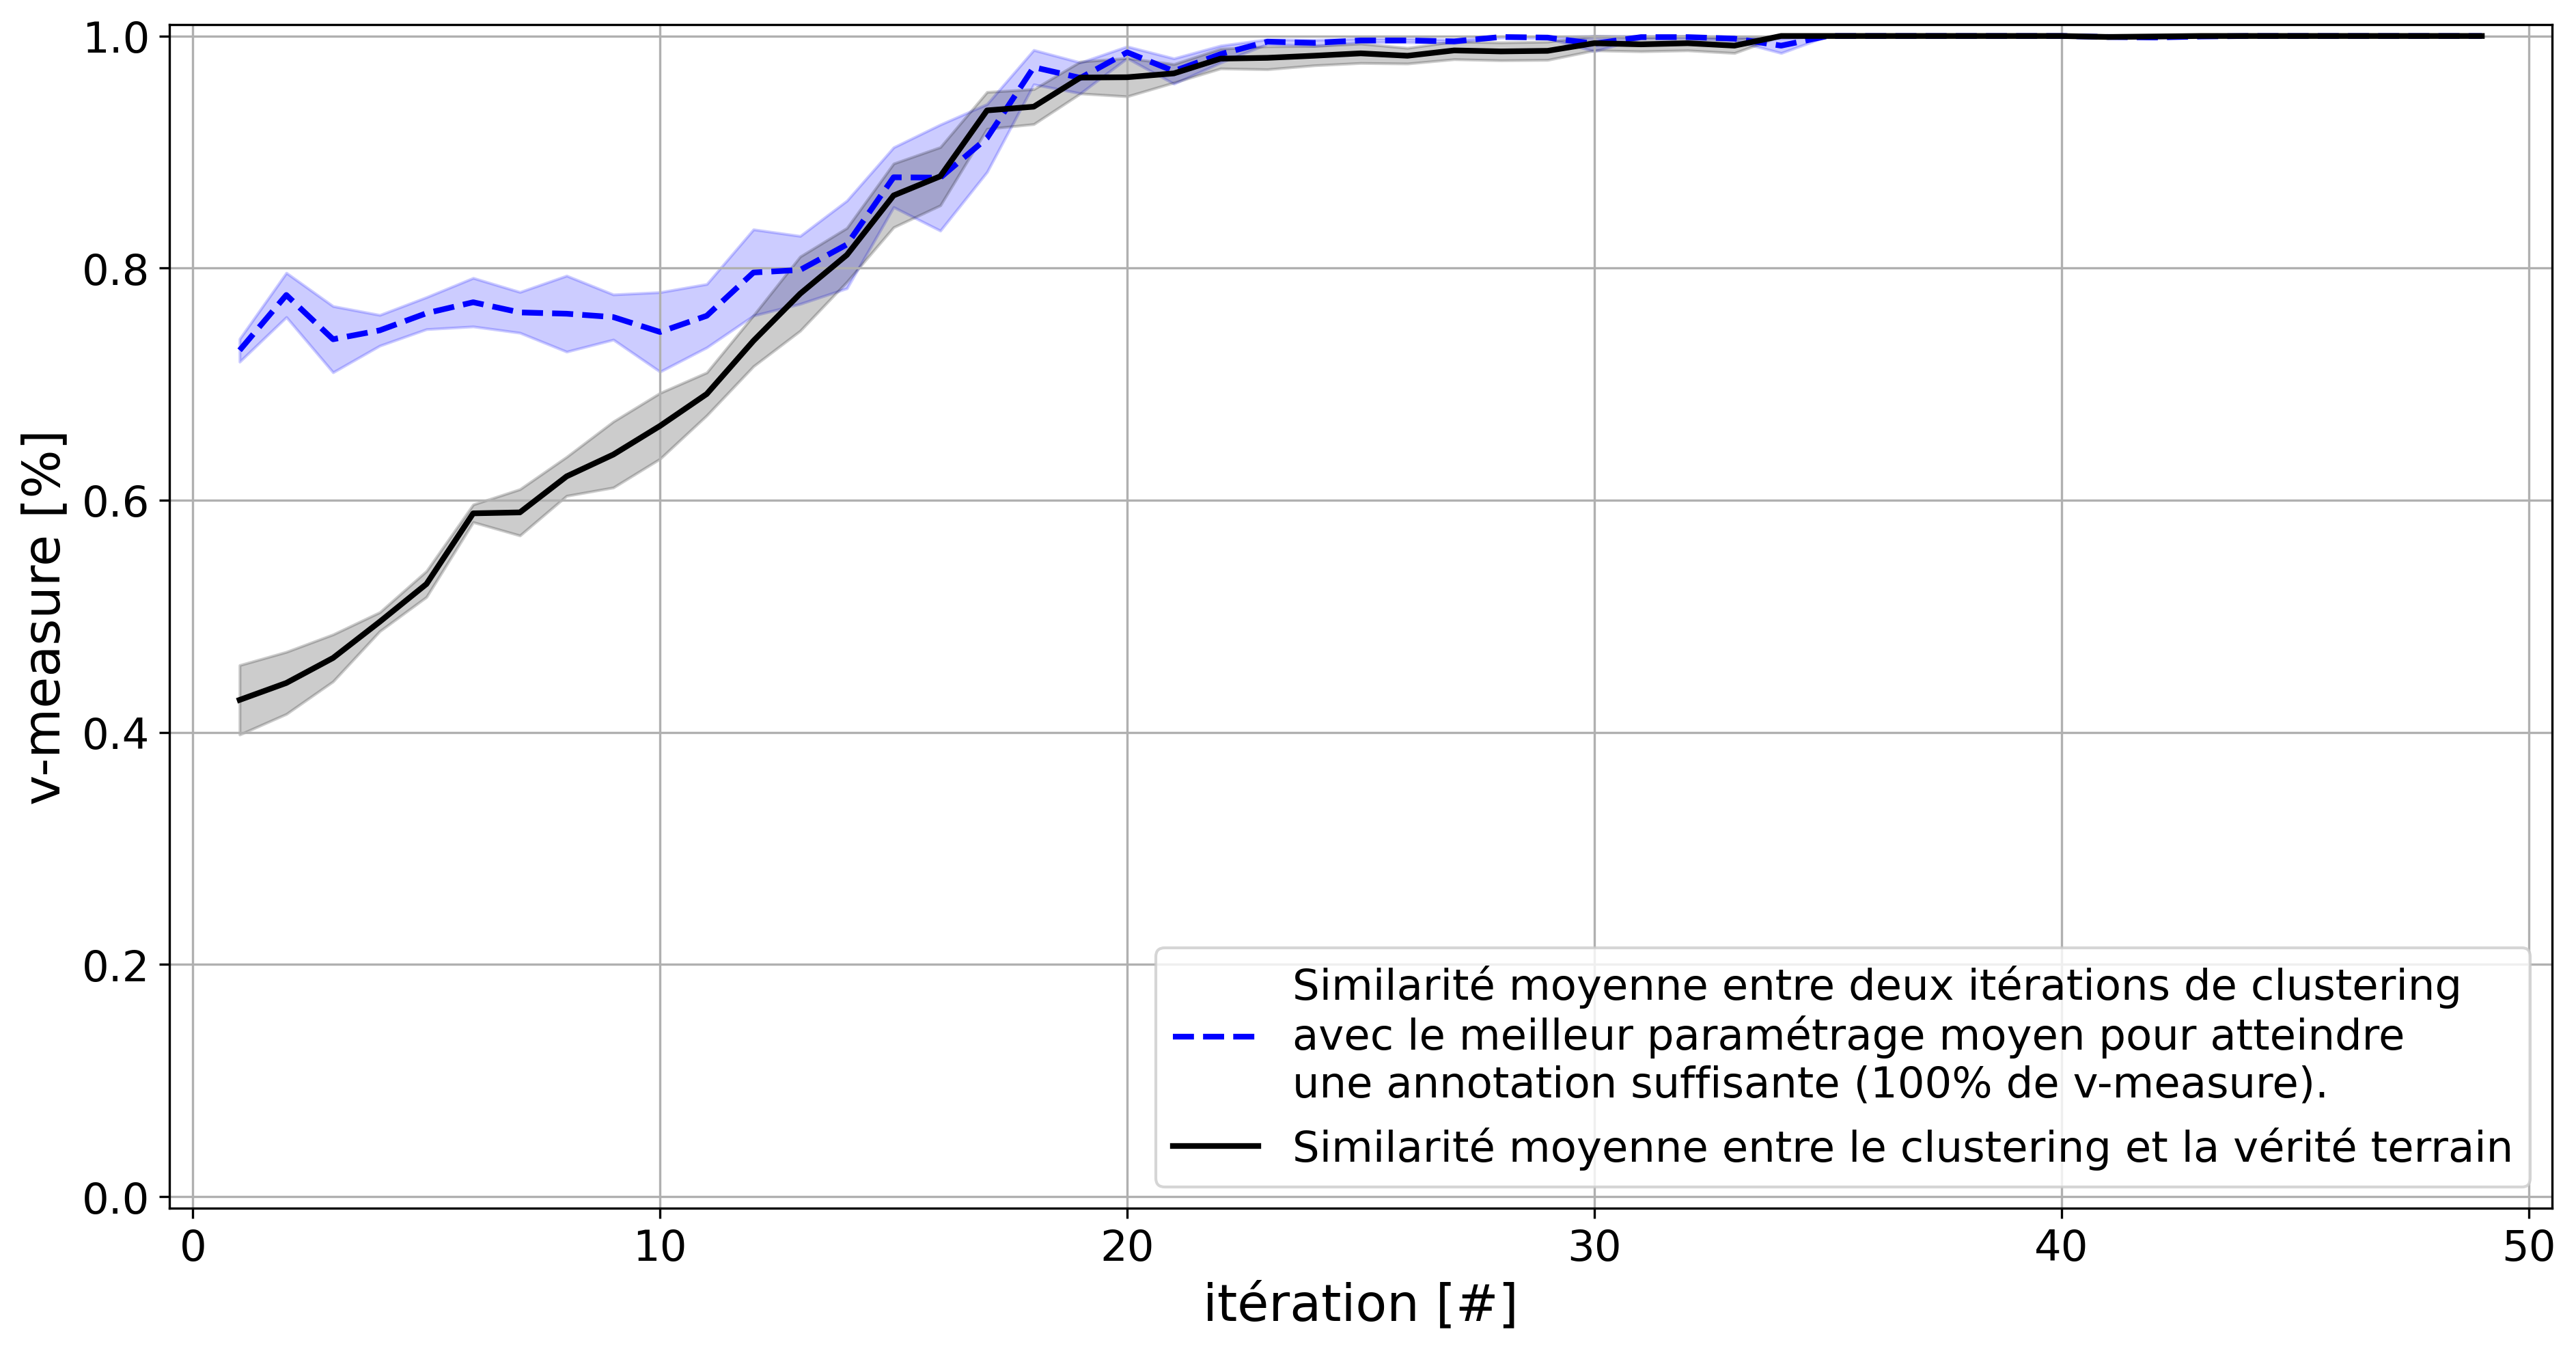 1.0
0.8
0.6
0.4
0.2
0.0
v-measure [%]
0 10 20 30 40 50
itération [#]
Similarité moyenne entre deux itérations de clustering
avec le meilleur paramétrage moyen pour atteindre
une annotation suffisante (100% de v-measure).
Similarité moyenne entre le clustering et la vérité terrain